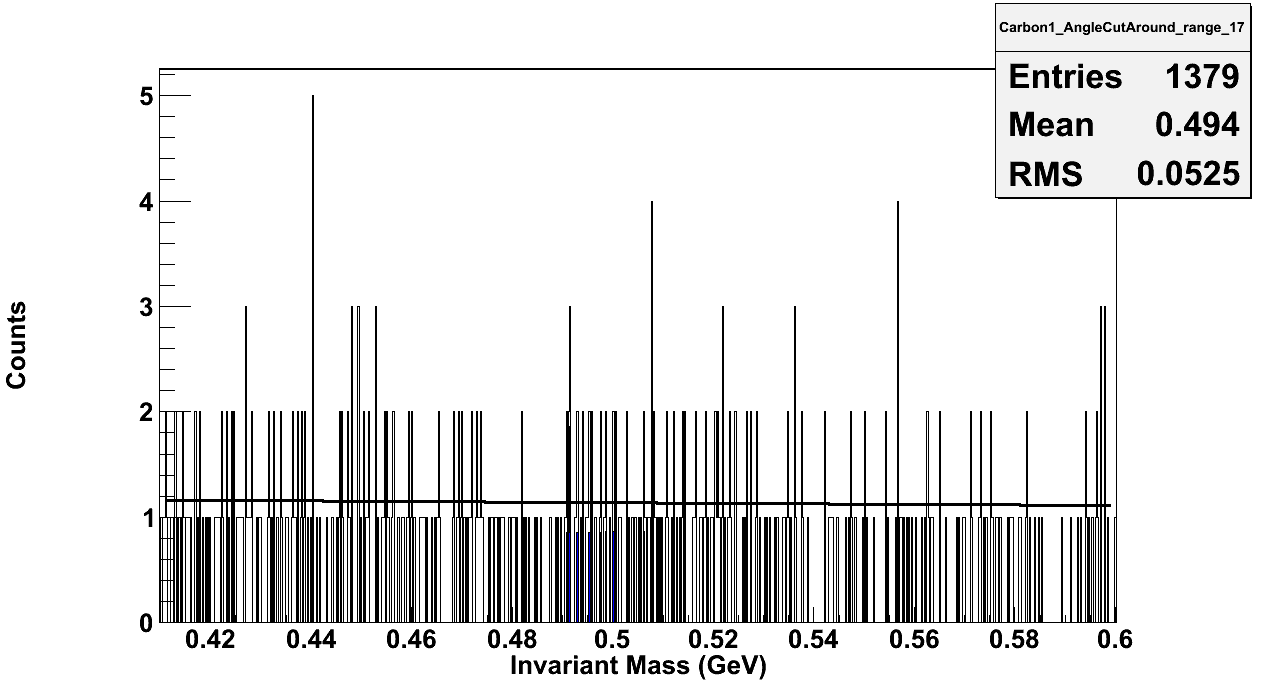 Carbon1_AngleCutAround_range_17
Entries 1379
Mean 0.494
RMS 0.0525
5
4
3
2
1
0
Counts
0.42 0.44 0.46 0.48 0.5 0.52 0.54 0.56 0.58 0.6
Invariant Mass (GeV)